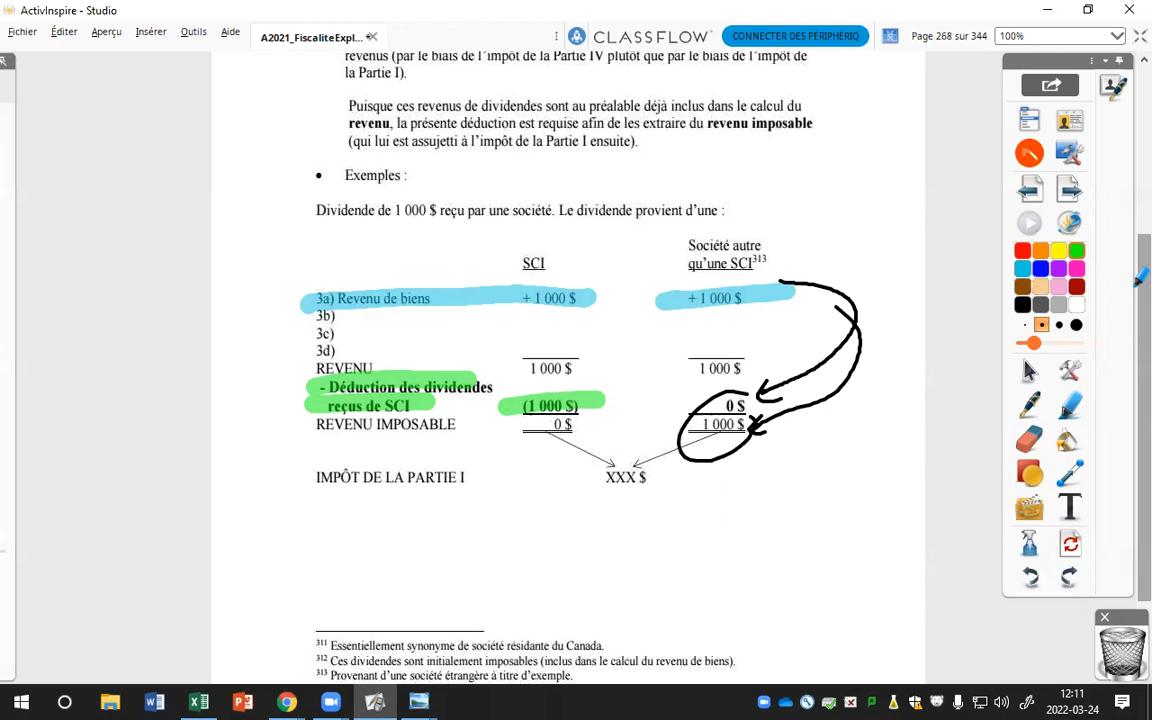 ActivInspire - Studio
Fichier Éditer Aperçu Insérer Outils Aide A2021_FiscaliteExpl... CLASSFLOW CONNECTER DES PÉRIPHÉRIQ Page 268 sur 344 100%
revenus (par le biais de l'impôt de la Partie IV plutôt que par le biais de l'impôt de
la Partie I).
Puisque ces revenus de dividendes sont au préalable déjà inclus dans le calcul du
revenu, la présente déduction est requise afin de les extraire du revenu imposable
(qui lui est assujetti à l'impôt de la Partie I ensuite).
• Exemples :
Dividende de 1 000 $ reçu par une société. Le dividende provient d'une :
Société autre
SCI qu'une SCI313
3a) Revenu de biens + 1 000 $ + 1 000 $
3b)
3c)
3d)
REVENU 1 000 $ 1 000 $
- Déduction des dividendes
reçus de SCI (1 000 $) 0 $
REVENU IMPOSABLE 0 $ 1 000 $
IMPÔT DE LA PARTIE I XXX $
311 Essentiellement synonyme de société résidante du Canada.
312 Ces dividendes sont initialement imposables (inclus dans le calcul du revenu de biens).
313 Provenant d'une société étrangère à titre d'exemple.
12:11
2022-03-24